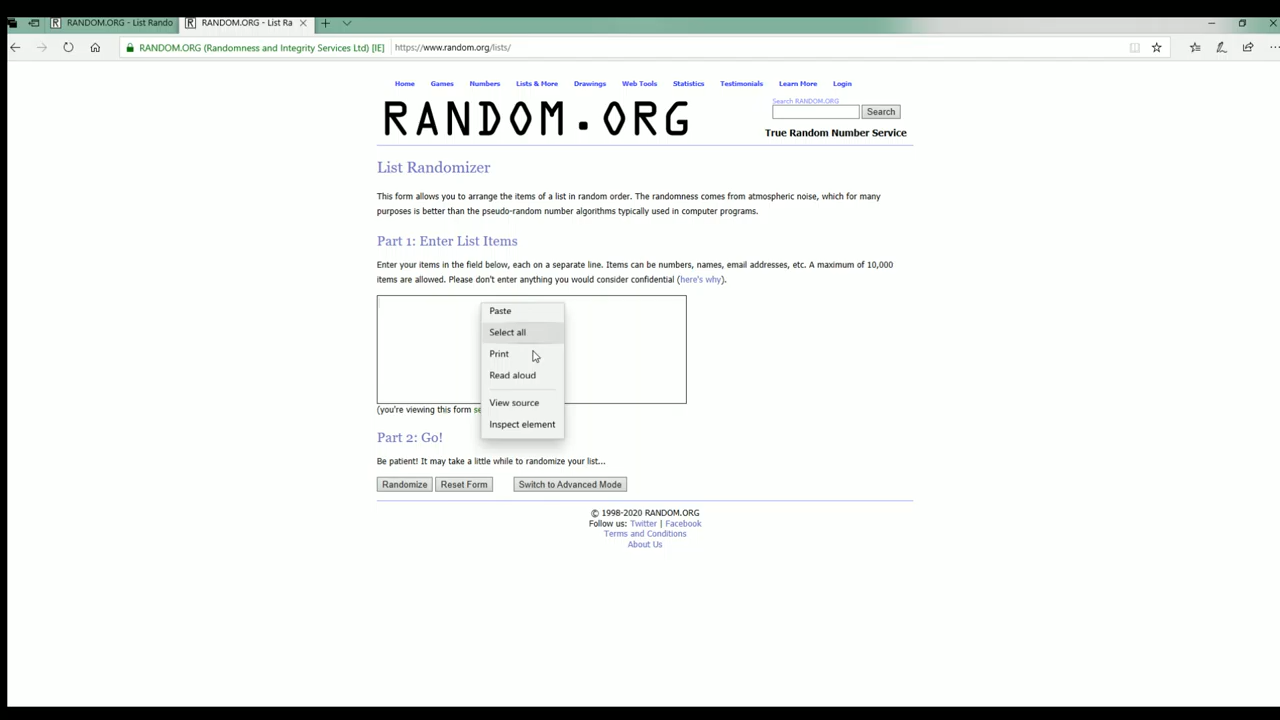 RANDOM.ORG - List Rando
RANDOM.ORG - List Ra
RANDOM.ORG (Randomness and Integrity Services Ltd) [IE]
https://www.random.org/lists/
Home Games Numbers Lists & More Drawings Web Tools Statistics Testimonials Learn More Login
RANDOM.ORG
Search RANDOM.ORG
Search
True Random Number Service
List Randomizer
This form allows you to arrange the items of a list in random order. The randomness comes from atmospheric noise, which for many
purposes is better than the pseudo-random number algorithms typically used in computer programs.
Part 1: Enter List Items
Enter your items in the field below, each on a separate line. Items can be numbers, names, email addresses, etc. A maximum of 10,000
items are allowed. Please don't enter anything you would consider confidential (here's why).
Paste
Select all
Print
Read aloud
View source
Inspect element
(you're viewing this form se
Part 2: Go!
Be patient! It may take a little while to randomize your list...
Randomize Reset Form Switch to Advanced Mode
© 1998-2020 RANDOM.ORG
Follow us: Twitter | Facebook
Terms and Conditions
About Us